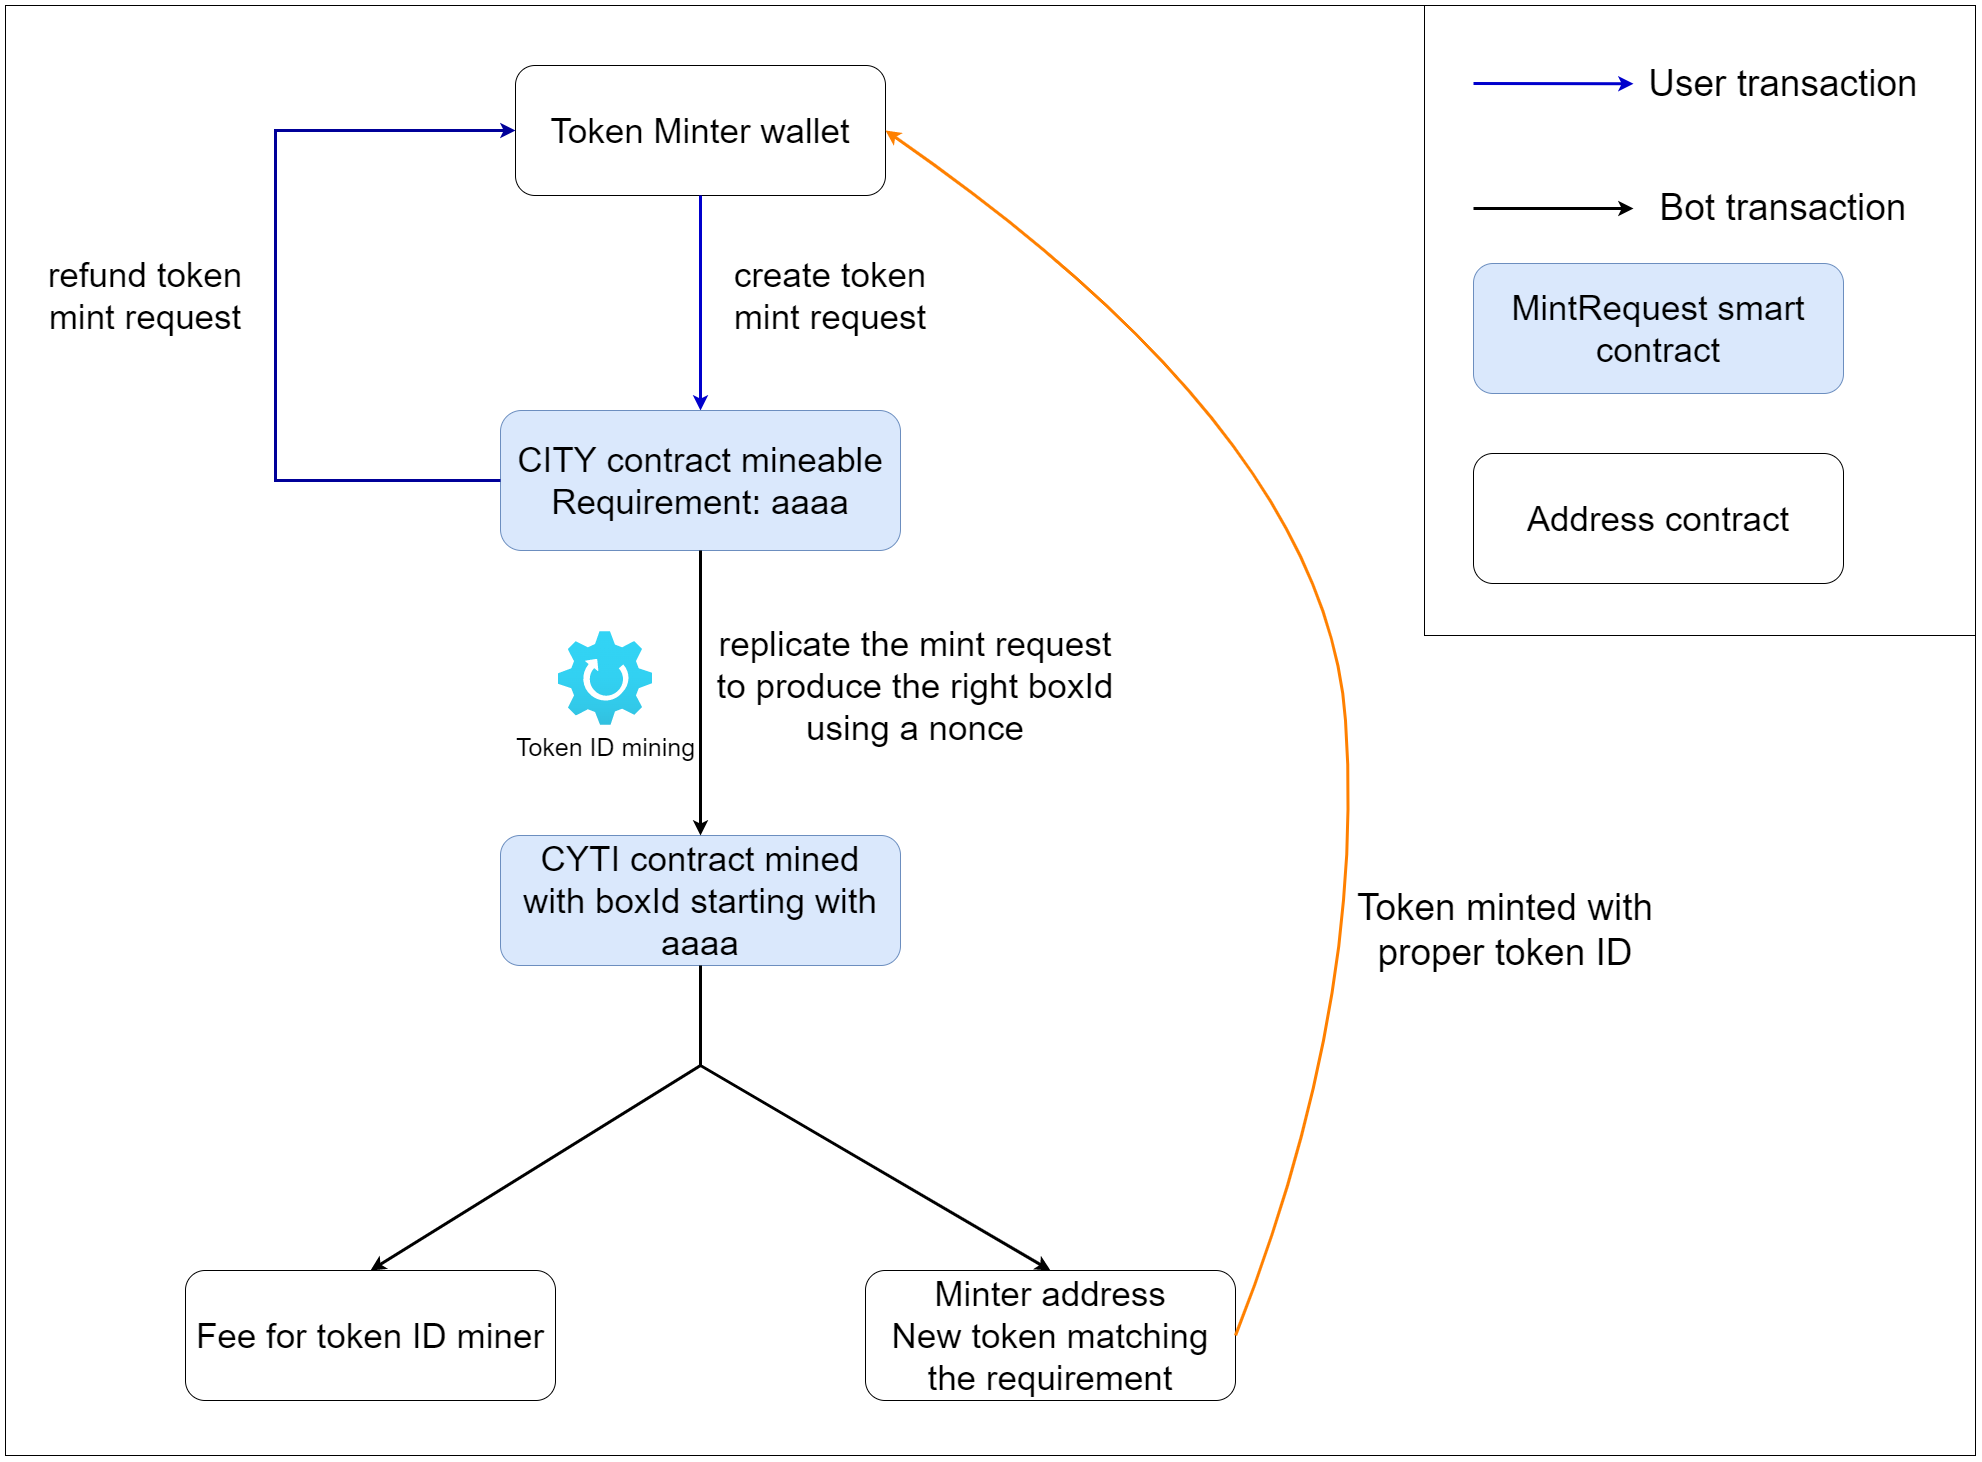 Token Minter wallet
refund token
mint request
create token
mint request
CITY contract mineable
Requirement: aaaa
Token ID mining
replicate the mint request
to produce the right boxId
using a nonce
CYTI contract mined
with boxId starting with
aaaa
Token minted with
proper token ID
Fee for token ID miner
Minter address
New token matching
the requirement
User transaction
Bot transaction
MintRequest smart
contract
Address contract